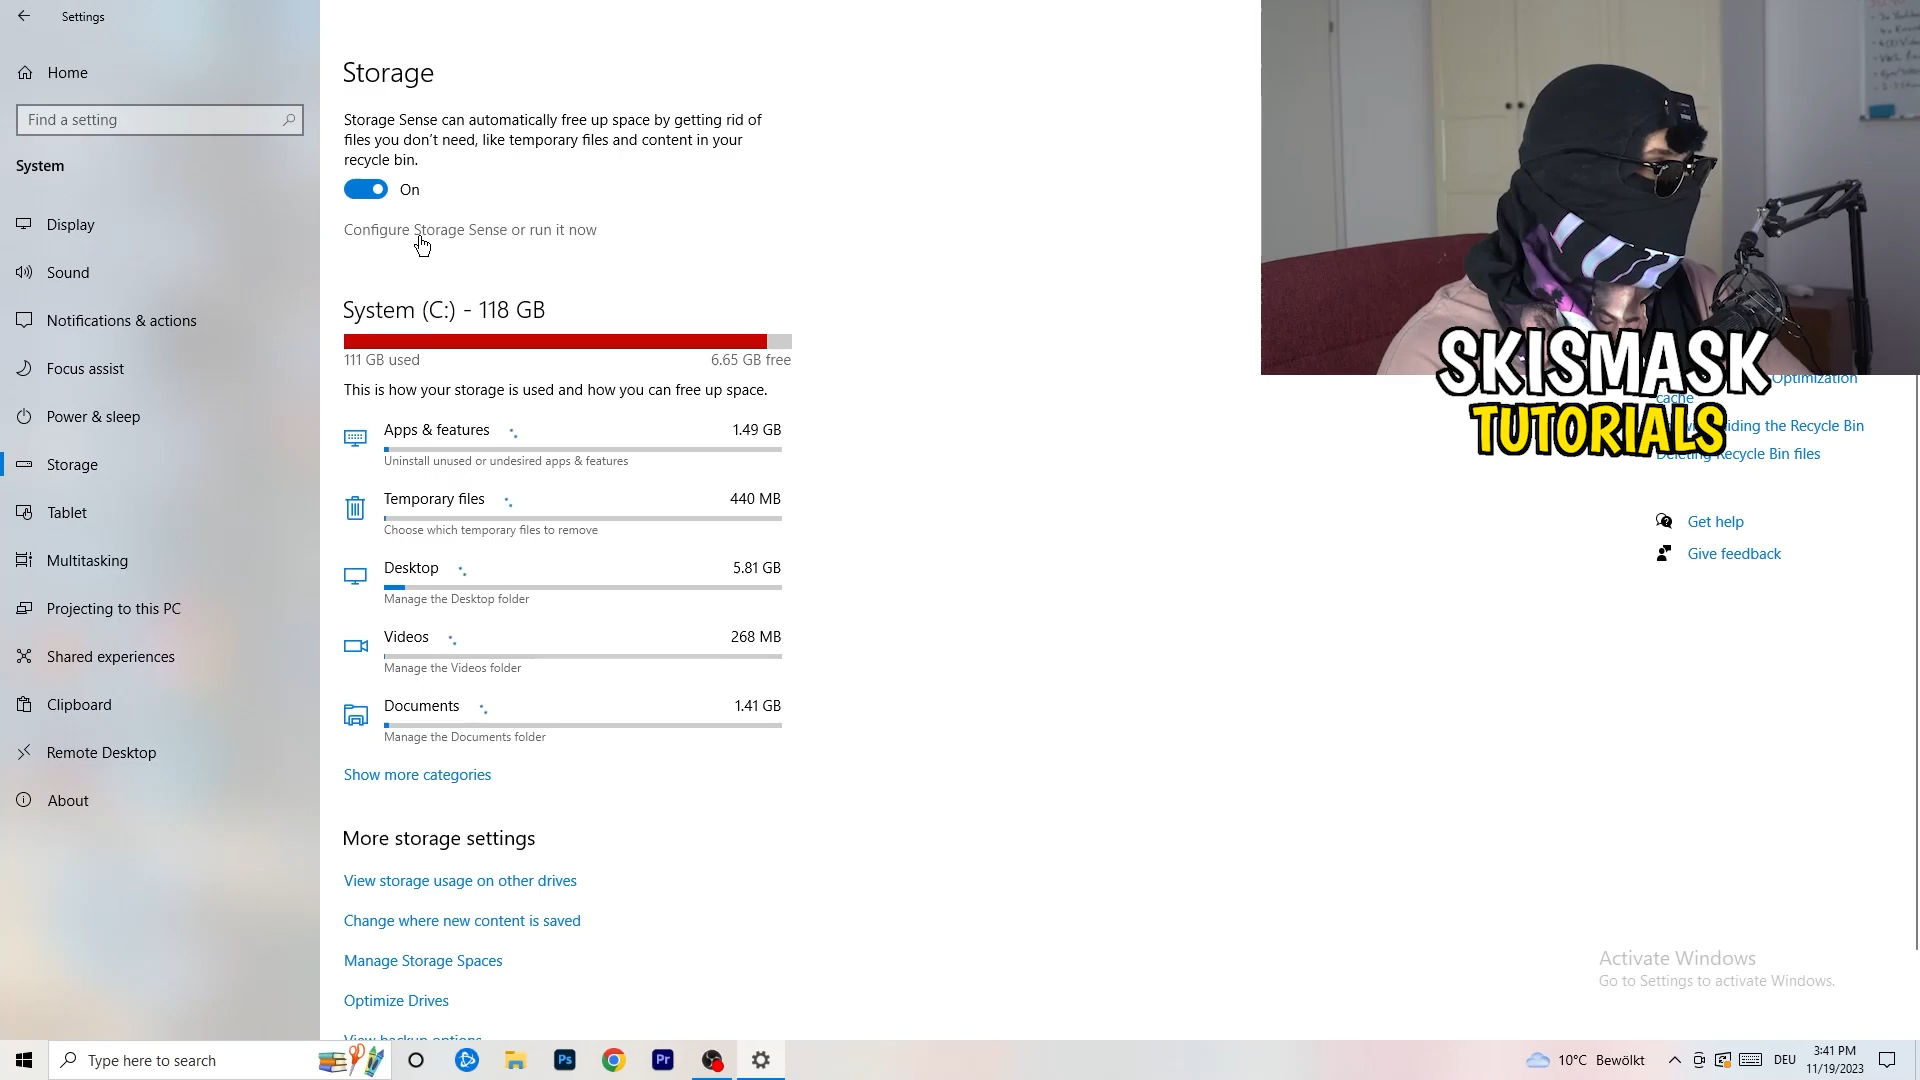 Settings
Home
Find a setting
System
Display
Sound
Notifications & actions
Focus assist
Power & sleep
Storage
Tablet
Multitasking
Projecting to this PC
Shared experiences
Clipboard
Remote Desktop
About
Storage
Storage Sense can automatically free up space by getting rid of
files you don't need, like temporary files and content in your
recycle bin.
On
Configure Storage Sense or run it now
System (C:) - 118 GB
111 GB used 6.65 GB free
This is how your storage is used and how you can free up space.
Apps & features 1.49 GB
Uninstall unused or undesired apps & features
Temporary files 440 MB
Choose which temporary files to remove
Desktop 5.81 GB
Manage the Desktop folder
Videos 268 MB
Manage the Videos folder
Documents 1.41 GB
Manage the Documents folder
Show more categories
More storage settings
View storage usage on other drives
Change where new content is saved
Manage Storage Spaces
Optimize Drives
View backup options
SKISMASK
TUTORIALS
Optimization
cache
the Recycle Bin
Recycle Bin files
Get help
Give feedback
Activate Windows
Go to Settings to activate Windows.
Type here to search
Ps
Pr
10°C Bewölkt
DEU
3:41 PM
11/19/2023